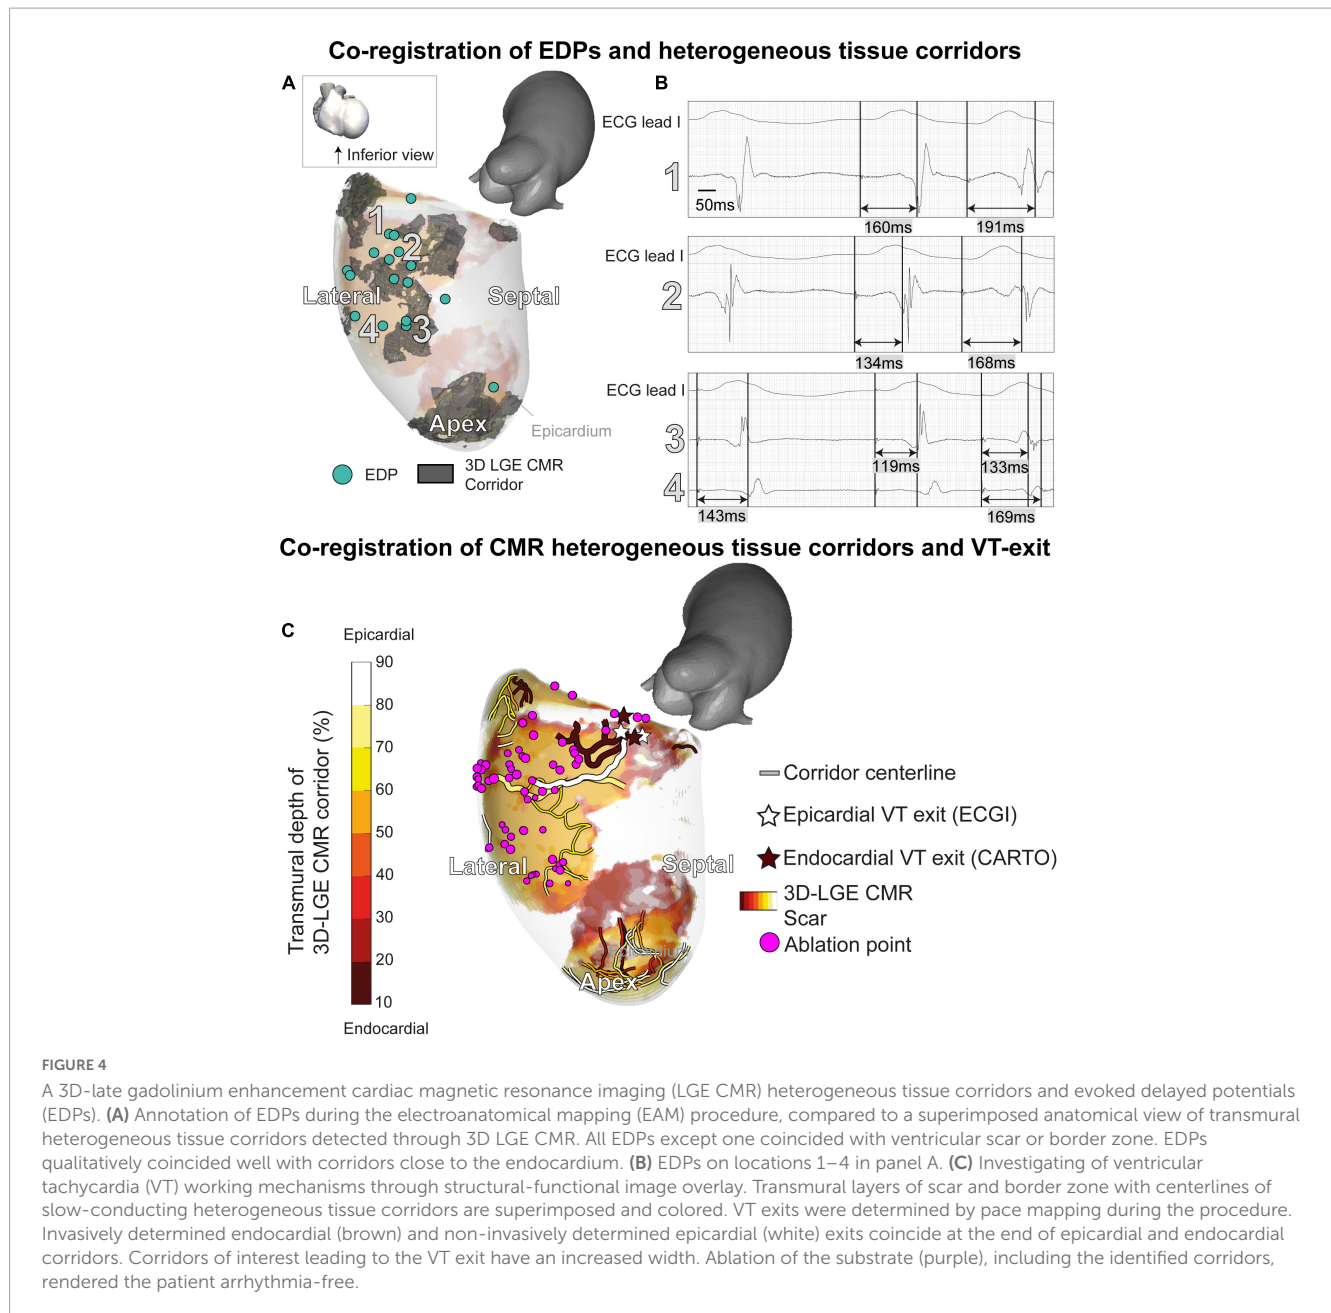 Co-registration of EDPs and heterogeneous tissue corridors
A
Inferior view
1
2
Lateral
Septal
4
3
Apex
Epicardium
EDP
3D LGE CMR
Corridor
B
ECG lead I
1
50ms
160ms
191ms
ECG lead I
2
134ms
168ms
ECG lead I
3
119ms
133ms
4
143ms
169ms
Co-registration of CMR heterogeneous tissue corridors and VT-exit
C
Epicardial
90
80
70
60
50
40
30
20
10
Endocardial
Transmural depth of
3D-LGE CMR corridor (%)
Lateral
Septal
Epicardium
Apex
Corridor centerline
Epicardial VT exit (ECGI)
Endocardial VT exit (CARTO)
3D-LGE CMR
Scar
Ablation point
FIGURE 4
A 3D-late gadolinium enhancement cardiac magnetic resonance imaging (LGE CMR) heterogeneous tissue corridors and evoked delayed potentials
(EDPs). (A) Annotation of EDPs during the electroanatomical mapping (EAM) procedure, compared to a superimposed anatomical view of transmural
heterogeneous tissue corridors detected through 3D LGE CMR. All EDPs except one coincided with ventricular scar or border zone. EDPs
qualitatively coincided well with corridors close to the endocardium. (B) EDPs on locations 1–4 in panel A. (C) Investigating of ventricular
tachycardia (VT) working mechanisms through structural-functional image overlay. Transmural layers of scar and border zone with centerlines of
slow-conducting heterogeneous tissue corridors are superimposed and colored. VT exits were determined by pace mapping during the procedure.
Invasively determined endocardial (brown) and non-invasively determined epicardial (white) exits coincide at the end of epicardial and endocardial
corridors. Corridors of interest leading to the VT exit have an increased width. Ablation of the substrate (purple), including the identified corridors,
rendered the patient arrhythmia-free.